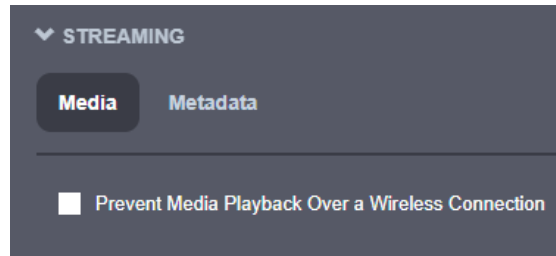 STREAMING
Media Metadata
Prevent Media Playback Over a Wireless Connection